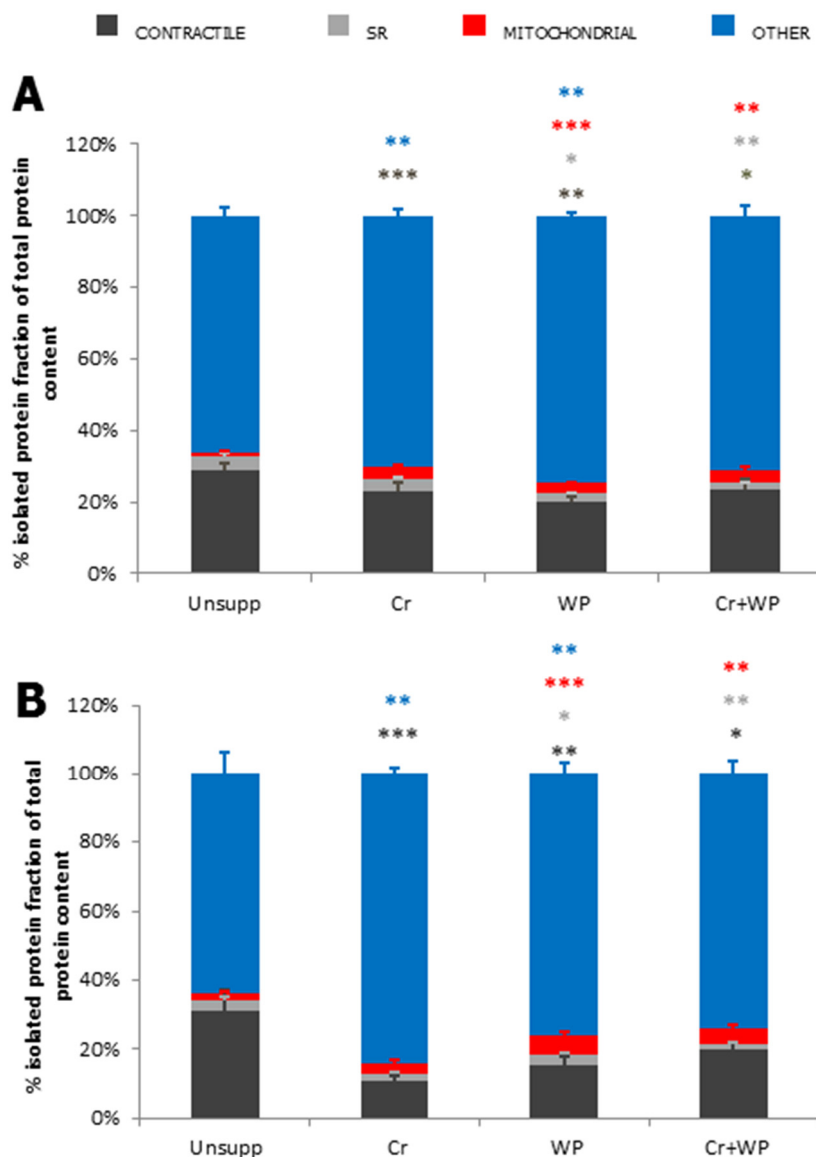 CONTRACTILE SR MITOCHONDRIAL OTHER
A
** ** **
*** **
*** * *
**
120%
100%
80%
60%
40%
20%
0%
% isolated protein fraction of total protein
content
Unsupp Cr WP Cr+WP
B
** ** **
*** **
*** * *
**
120%
100%
80%
60%
40%
20%
0%
% isolated protein fraction of total
protein content
Unsupp Cr WP Cr+WP